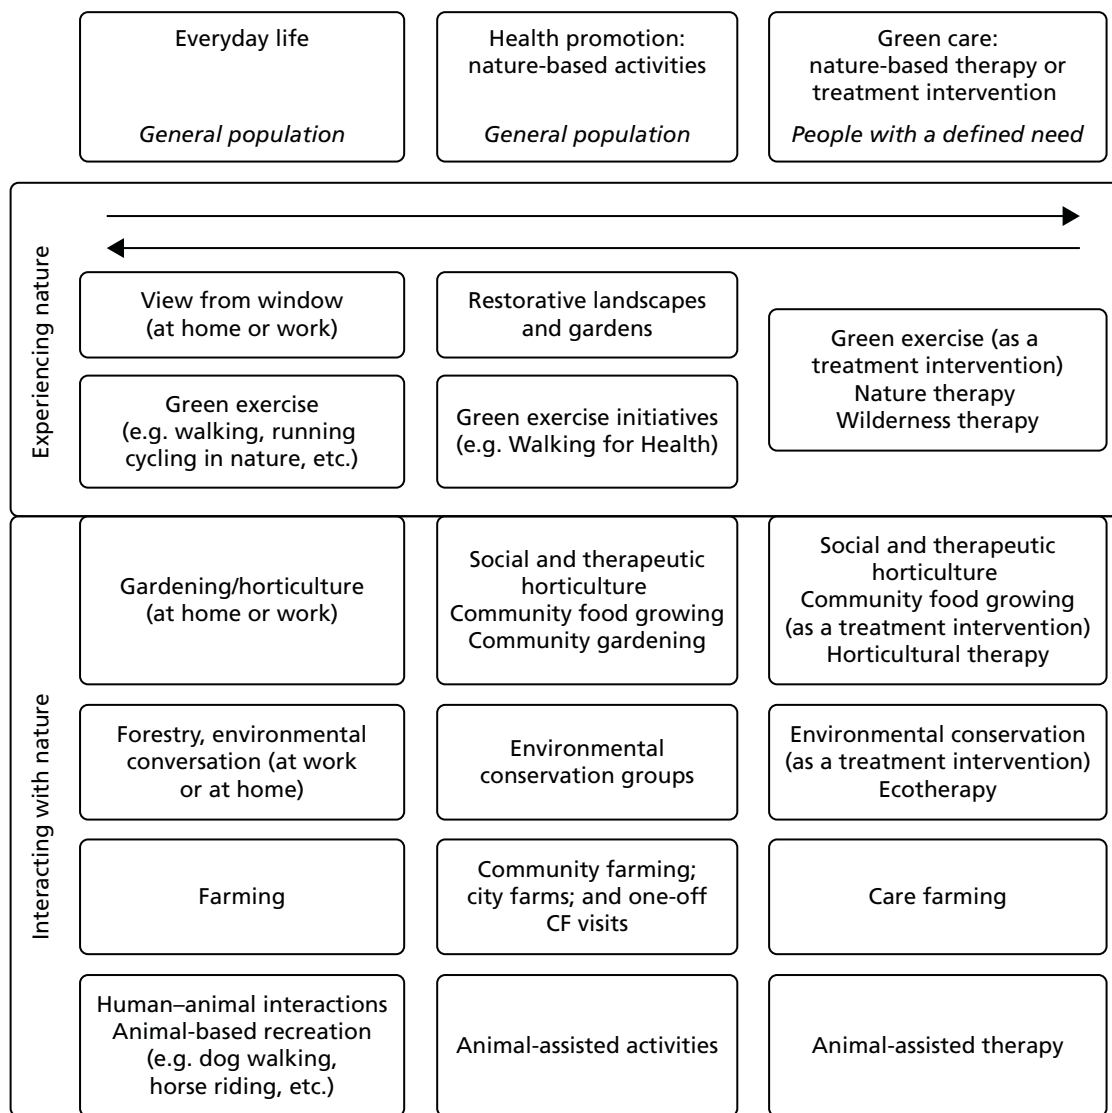 Everyday life
General population
Health promotion:
nature-based activities
General population
Green care:
nature-based therapy or
treatment intervention
People with a defined need
Experiencing nature
View from window
(at home or work)
Restorative landscapes
and gardens
Green exercise (as a
treatment intervention)
Nature therapy
Wilderness therapy
Green exercise
(e.g. walking, running
cycling in nature, etc.)
Green exercise initiatives
(e.g. Walking for Health)
Interacting with nature
Gardening/horticulture
(at home or work)
Social and therapeutic
horticulture
Community food growing
Community gardening
Social and therapeutic
horticulture
Community food growing
(as a treatment intervention)
Horticultural therapy
Forestry, environmental
conversation (at work
or at home)
Environmental
conservation groups
Environmental conservation
(as a treatment intervention)
Ecotherapy
Farming
Community farming;
city farms; and one-off
CF visits
Care farming
Human–animal interactions
Animal-based recreation
(e.g. dog walking,
horse riding, etc.)
Animal-assisted activities
Animal-assisted therapy